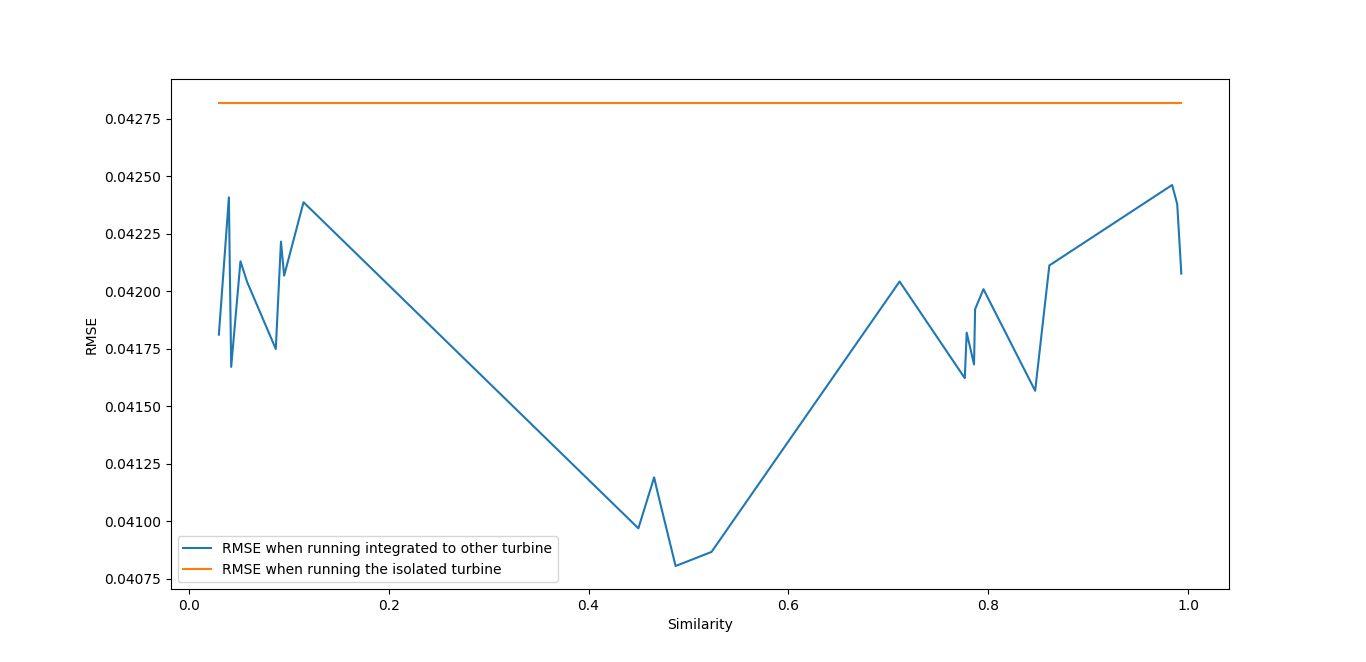 0.04275
0.04250
0.04225
0.04200
0.04175
0.04150
0.04125
0.04100
0.04075
RMSE
RMSE when running integrated to other turbine
RMSE when running the isolated turbine
0.0 0.2 0.4 0.6 0.8 1.0
Similarity